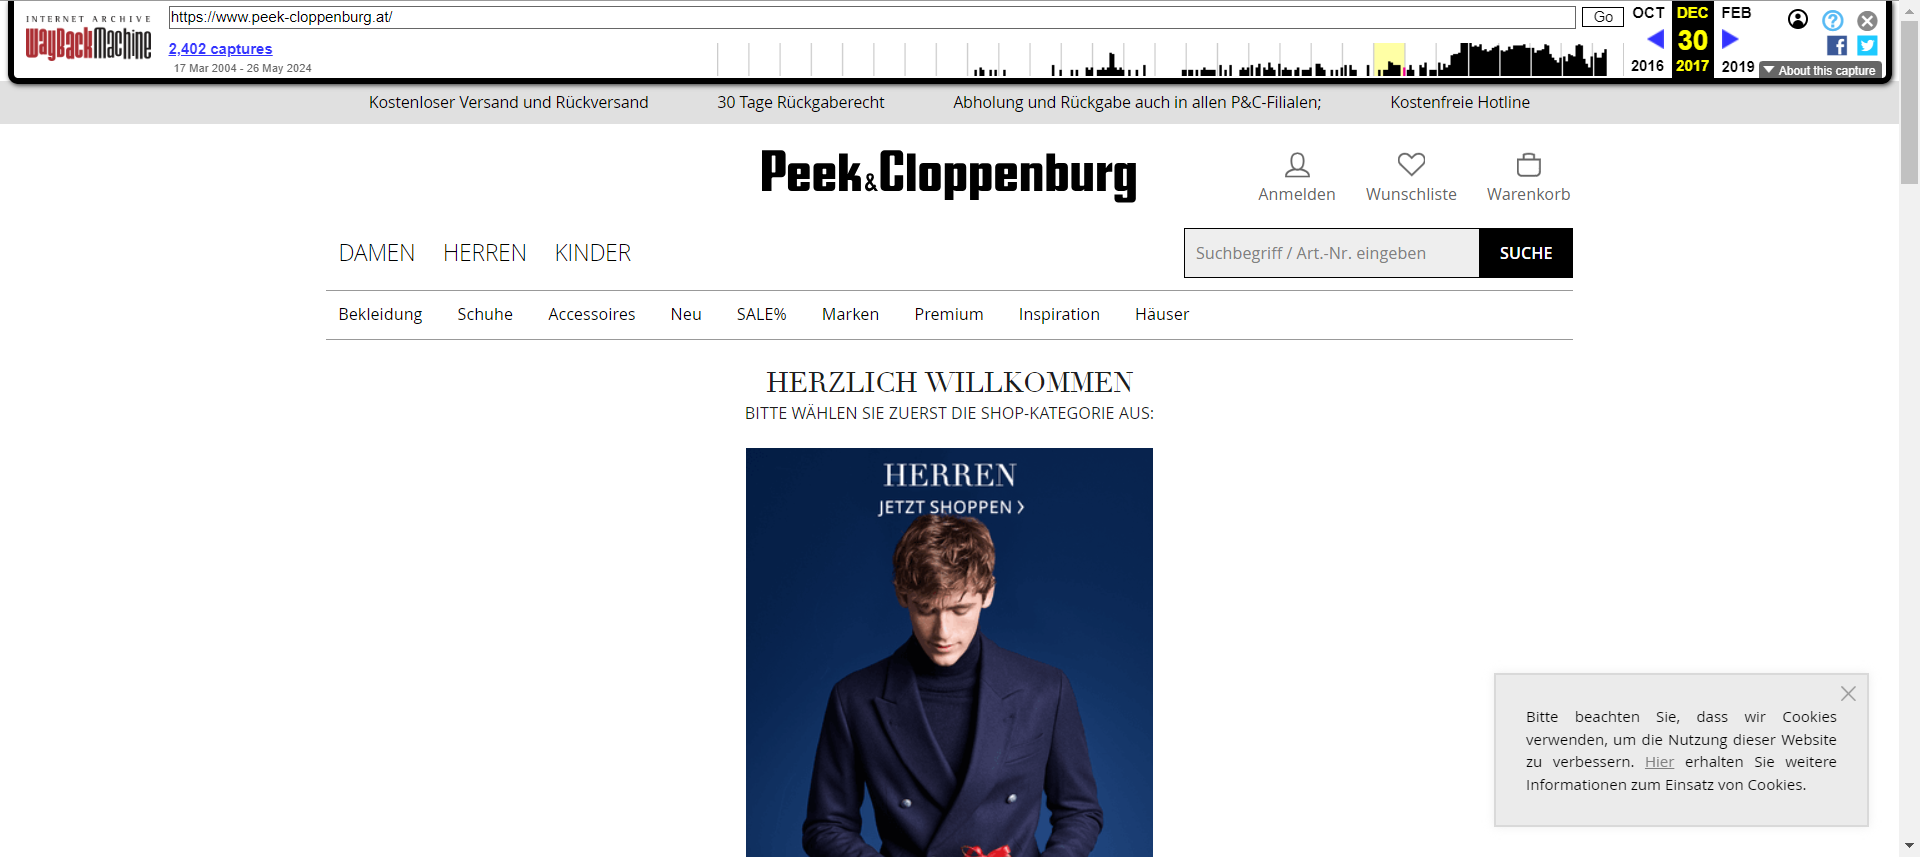 INTERNET ARCHIVE
WayBackMachine
https://www.peek-cloppenburg.at/
Go
OCT DEC FEB
2,402 captures
30
17 Mar 2004 - 26 May 2024
2016 2017 2019
About this capture
Kostenloser Versand und Rückversand 30 Tage Rückgaberecht Abholung und Rückgabe auch in allen P&C-Filialen; Kostenfreie Hotline
Peek&Cloppenburg
Anmelden Wunschliste Warenkorb
DAMEN HERREN KINDER
Suchbegriff / Art.-Nr. eingeben SUCHE
Bekleidung Schuhe Accessoires Neu SALE% Marken Premium Inspiration Häuser
HERZLICH WILLKOMMEN
BITTE WÄHLEN SIE ZUERST DIE SHOP-KATEGORIE AUS:
HERREN
JETZT SHOPPEN >
Bitte beachten Sie, dass wir Cookies
verwenden, um die Nutzung dieser Website
zu verbessern. Hier erhalten Sie weitere
Informationen zum Einsatz von Cookies.